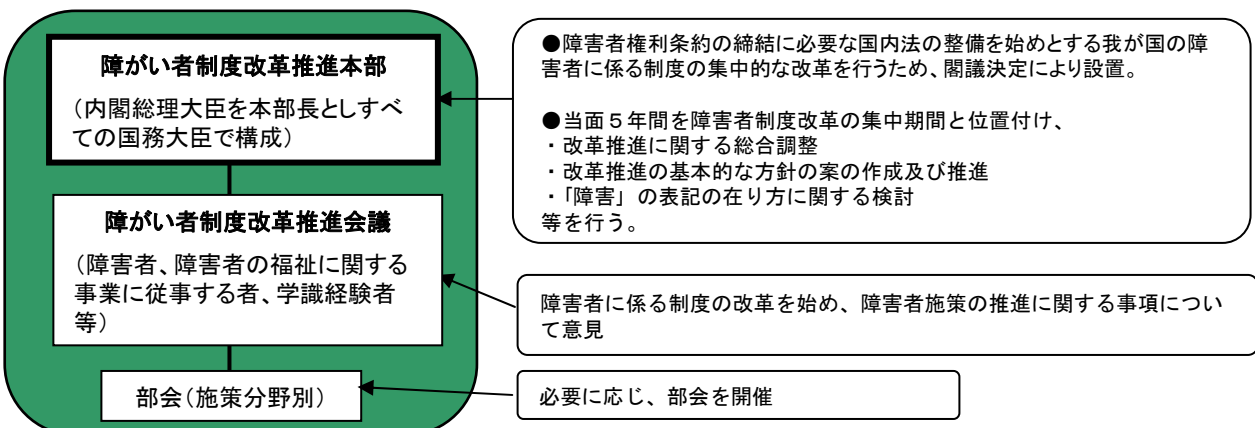 障がい者制度改革推進本部
(内閣総理大臣を本部長としすべ
ての国務大臣で構成)
●障害者権利条約の締結に必要な国内法の整備を始めとする我が国の障
害者に係る制度の集中的な改革を行うため、閣議決定により設置。
●当面５年間を障害者制度改革の集中期間と位置付け、
・改革推進に関する総合調整
・改革推進の基本的な方針の案の作成及び推進
・「障害」の表記の在り方に関する検討
等を行う。
障がい者制度改革推進会議
(障害者、障害者の福祉に関する
事業に従事する者、学識経験者
等)
障害者に係る制度の改革を始め、障害者施策の推進に関する事項につい
て意見
部会(施策分野別)
必要に応じ、部会を開催